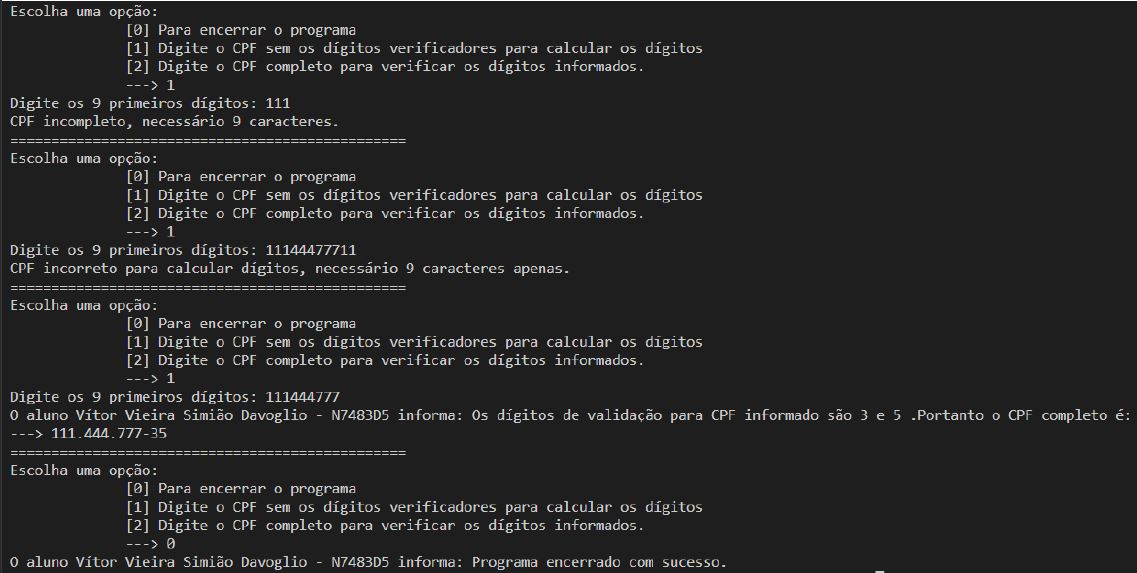 Escolha uma opção:
[0] Para encerrar o programa
[1] Digite o CPF sem os dígitos verificadores para calcular os dígitos
[2] Digite o CPF completo para verificar os dígitos informados.
---> 1
Digite os 9 primeiros dígitos: 111
CPF incompleto, necessário 9 caracteres.
================================================
Escolha uma opção:
[0] Para encerrar o programa
[1] Digite o CPF sem os dígitos verificadores para calcular os dígitos
[2] Digite o CPF completo para verificar os dígitos informados.
---> 1
Digite os 9 primeiros dígitos: 11144477711
CPF incorreto para calcular dígitos, necessário 9 caracteres apenas.
================================================
Escolha uma opção:
[0] Para encerrar o programa
[1] Digite o CPF sem os dígitos verificadores para calcular os dígitos
[2] Digite o CPF completo para verificar os dígitos informados.
---> 1
Digite os 9 primeiros dígitos: 111444777
O aluno Vítor Vieira Simião Davoglio - N7483D5 informa: Os dígitos de validação para CPF informado são 3 e 5 .Portanto o CPF completo é:
---> 111.444.777-35
================================================
Escolha uma opção:
[0] Para encerrar o programa
[1] Digite o CPF sem os dígitos verificadores para calcular os dígitos
[2] Digite o CPF completo para verificar os dígitos informados.
---> 0
O aluno Vítor Vieira Simião Davoglio - N7483D5 informa: Programa encerrado com sucesso.